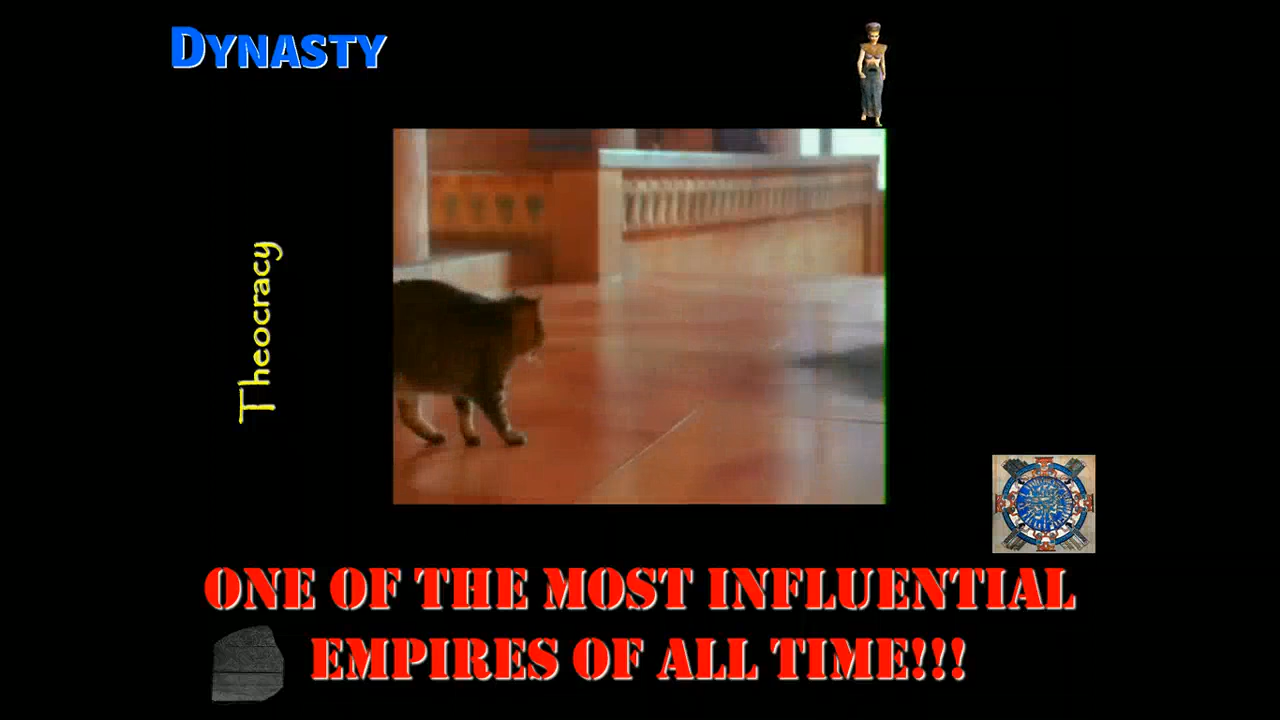 DYNASTY
Theocracy
ONE OF THE MOST INFLUENTIAL
EMPIRES OF ALL TIME!!!